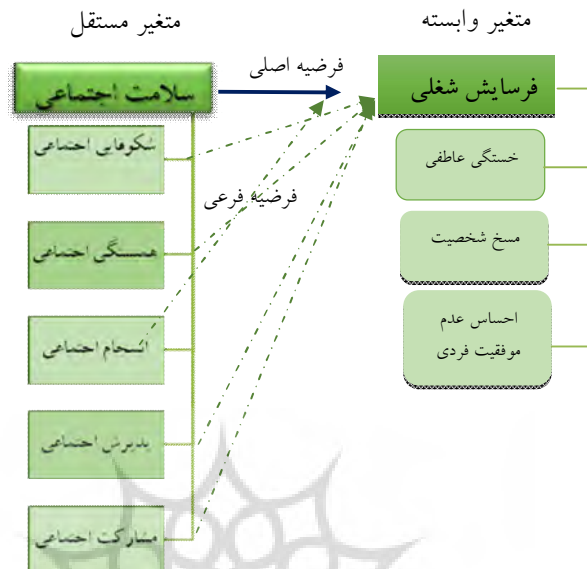 متغیر مستقل
متغیر وابسته
فرضیه اصلی
سلامت اجتماعی
فرسایش شغلی
شکوفایی اجتماعی
خستگی عاطفی
فرضیه فرعی
همبستگی اجتماعی
مسخ شخصیت
انسجام اجتماعی
احساس عدم
موفقیت فردی
پذیرش اجتماعی
مشارکت اجتماعی